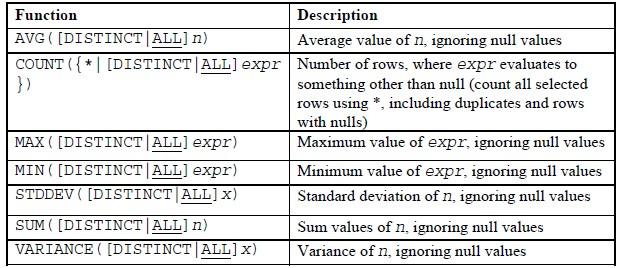 Function Description
AVG([DISTINCT|ALL]n) Average value of n, ignoring null values
COUNT({*|[DISTINCT|ALL]expr Number of rows, where expr evaluates to
}) something other than null (count all selected
rows using *, including duplicates and rows
with nulls)
MAX([DISTINCT|ALL]expr) Maximum value of expr, ignoring null values
MIN([DISTINCT|ALL]expr) Minimum value of expr, ignoring null values
STDDEV([DISTINCT|ALL]x) Standard deviation of n, ignoring null values
SUM([DISTINCT|ALL]n) Sum values of n, ignoring null values
VARIANCE([DISTINCT|ALL]x) Variance of n, ignoring null values